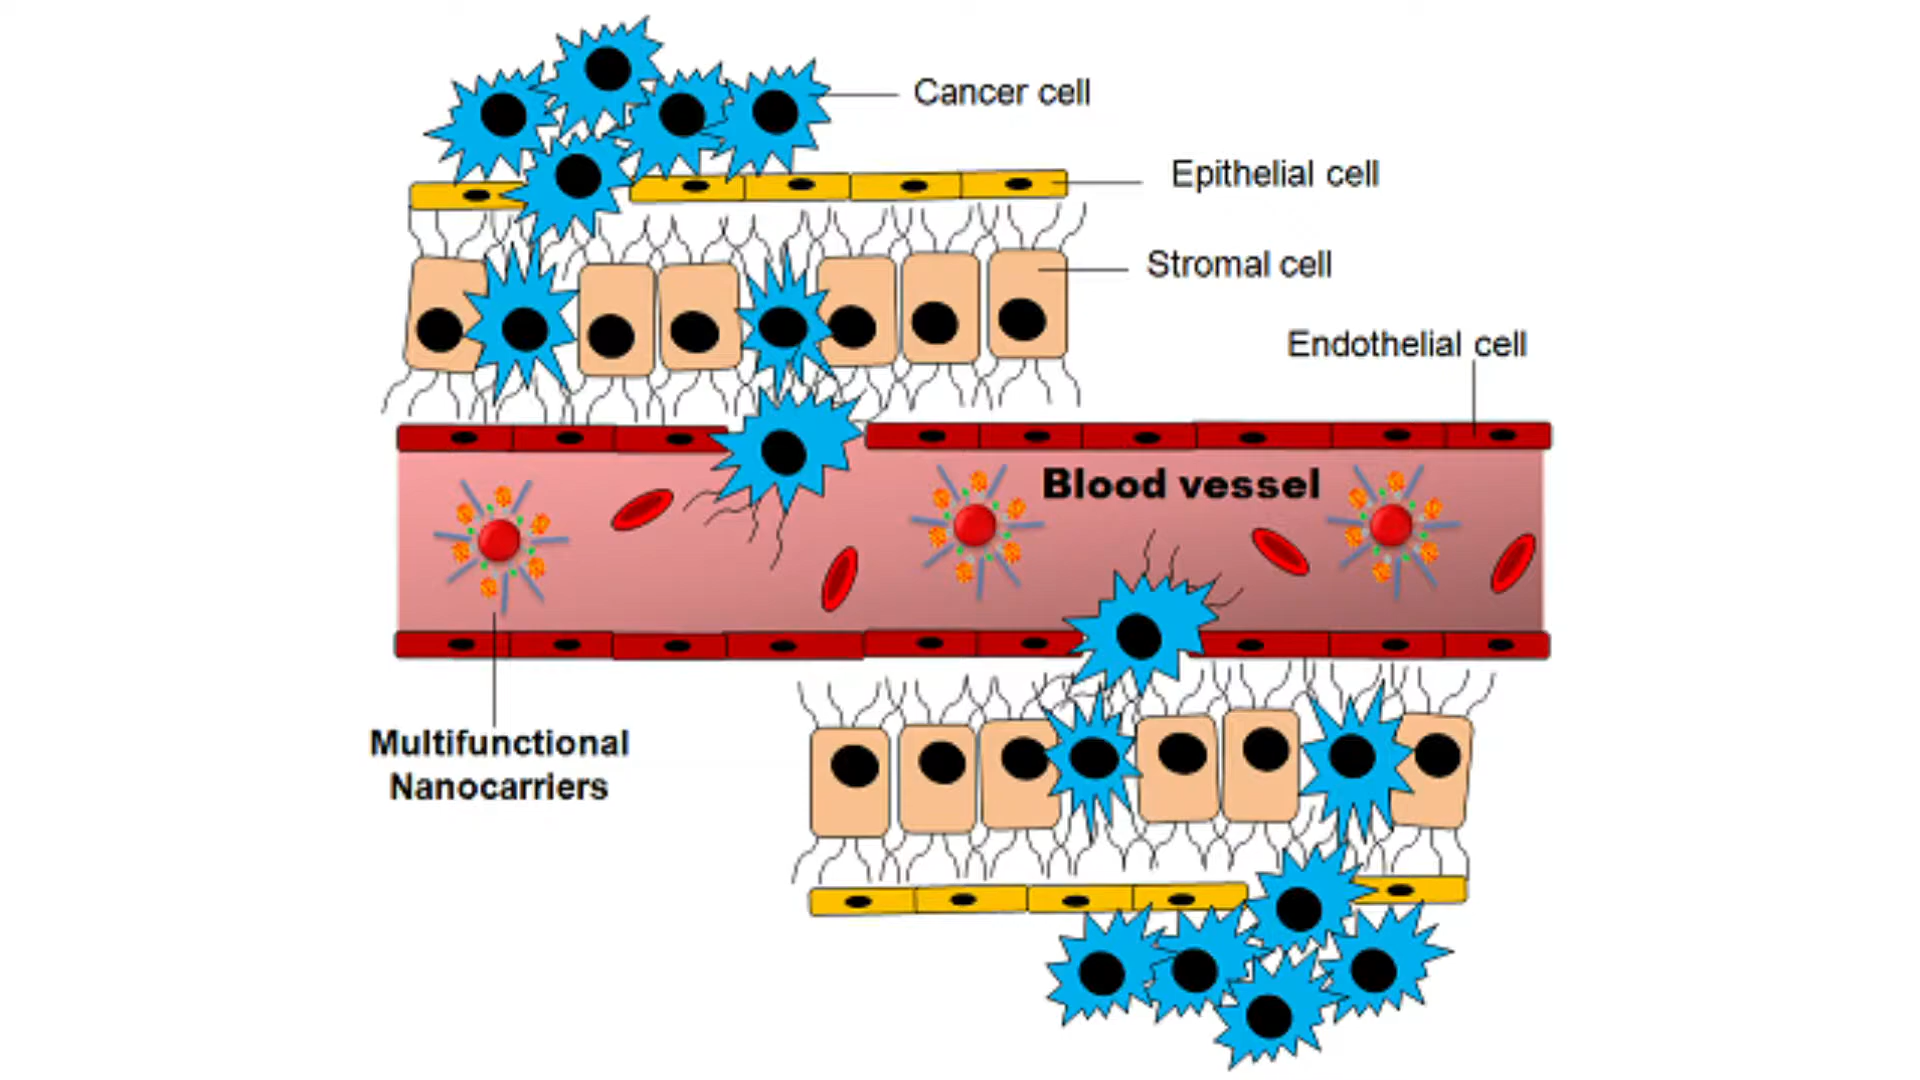 Cancer cell
Epithelial cell
Stromal cell
Endothelial cell
Blood vessel
Multifunctional
Nanocarriers